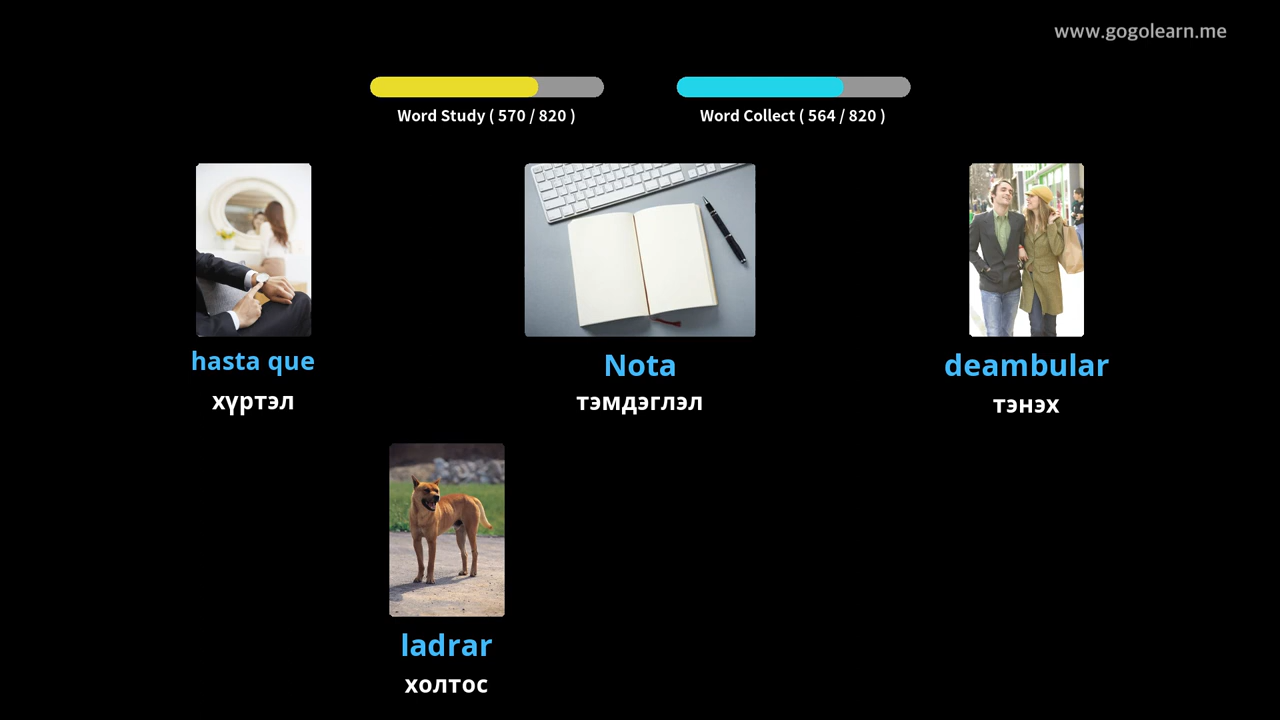 www.gogolearn.me
Word Study ( 570 / 820 )
Word Collect ( 564 / 820 )
hasta que
хүртэл
Nota
тэмдэглэл
deambular
тэнэх
ladrar
холтос